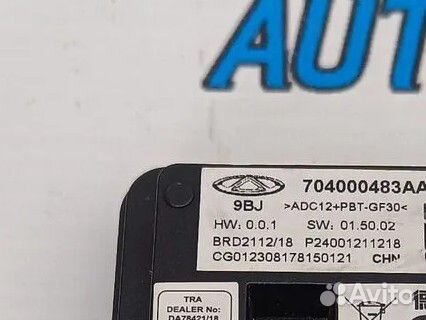 AUT
704000483AA
9BJ >ADC12+PBT-GF30<
HW: 0.0.1 SW: 01.50.02
BRD2112/18 P24001211218
CG012308178150121 CHN
TRA
DEALER No:
DA78421/18
Avito